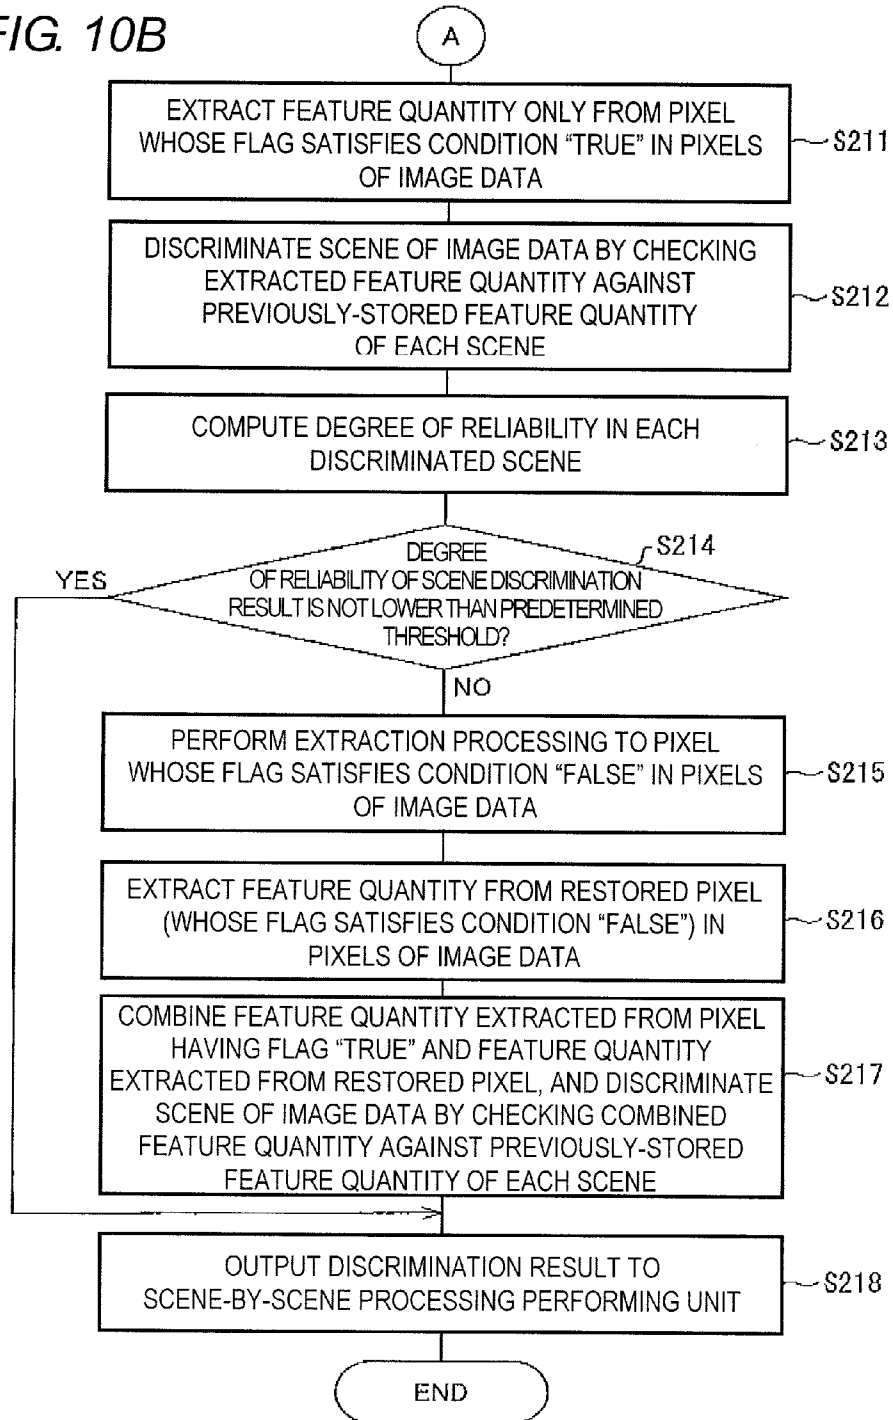 FIG. 10B
A
EXTRACT FEATURE QUANTITY ONLY FROM PIXEL
WHOSE FLAG SATISFIES CONDITION “TRUE” IN PIXELS
OF IMAGE DATA
S211
DISCRIMINATE SCENE OF IMAGE DATA BY CHECKING
EXTRACTED FEATURE QUANTITY AGAINST
PREVIOUSLY-STORED FEATURE QUANTITY
OF EACH SCENE
S212
COMPUTE DEGREE OF RELIABILITY IN EACH
DISCRIMINATED SCENE
S213
DEGREE
OF RELIABILITY OF SCENE DISCRIMINATION
RESULT IS NOT LOWER THAN PREDETERMINED
THRESHOLD?
S214
YES
NO
PERFORM EXTRACTION PROCESSING TO PIXEL
WHOSE FLAG SATISFIES CONDITION “FALSE” IN PIXELS
OF IMAGE DATA
S215
EXTRACT FEATURE QUANTITY FROM RESTORED PIXEL
(WHOSE FLAG SATISFIES CONDITION “FALSE”) IN
PIXELS OF IMAGE DATA
S216
COMBINE FEATURE QUANTITY EXTRACTED FROM PIXEL
HAVING FLAG “TRUE” AND FEATURE QUANTITY
EXTRACTED FROM RESTORED PIXEL, AND DISCRIMINATE
SCENE OF IMAGE DATA BY CHECKING COMBINED
FEATURE QUANTITY AGAINST PREVIOUSLY-STORED
FEATURE QUANTITY OF EACH SCENE
S217
OUTPUT DISCRIMINATION RESULT TO
SCENE-BY-SCENE PROCESSING PERFORMING UNIT
S218
END